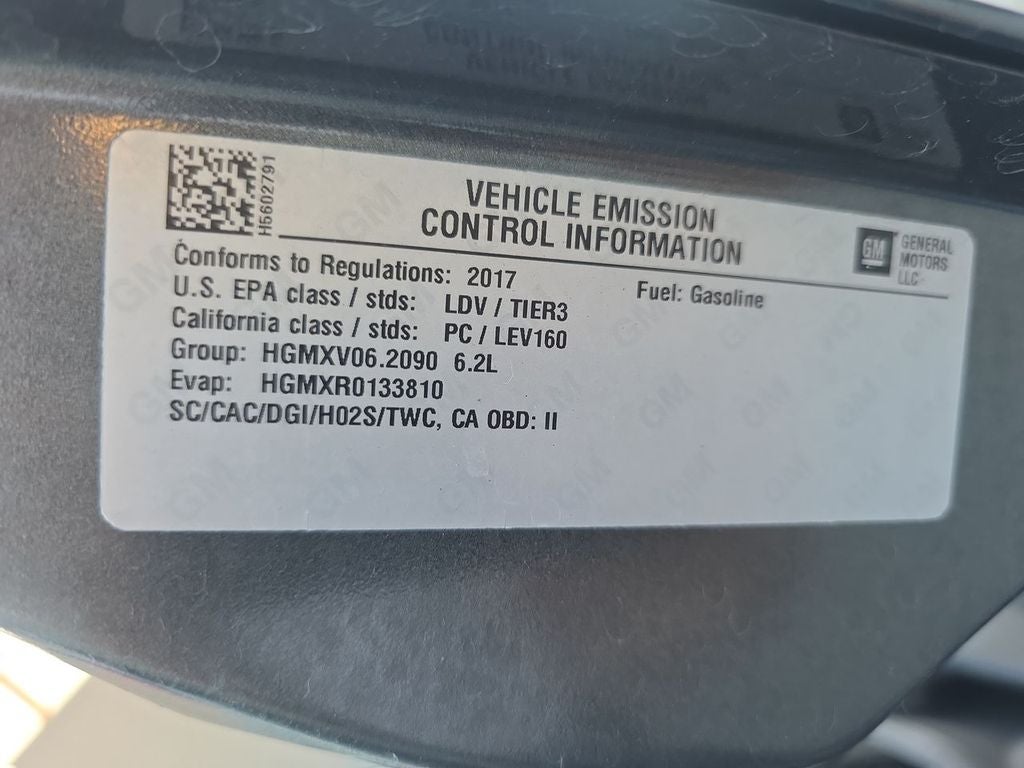 H5602791
VEHICLE EMISSION
CONTROL INFORMATION
GM
GENERAL
MOTORS
LLC
Conforms to Regulations: 2017
Fuel: Gasoline
U.S. EPA class / stds: LDV / TIER3
California class / stds: PC / LEV160
Group: HGMXV06.2090 6.2L
Evap: HGMXR0133810
SC/CAC/DGI/H02S/TWC, CA OBD: II